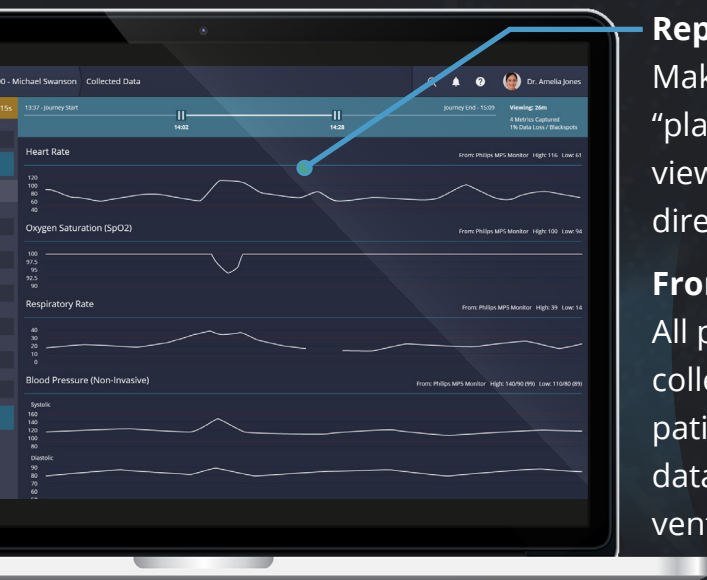 0 - Michael Swanson Collected Data Dr. Amelia Jones
15s 13:37 - Journey Start Journey End - 15:09 Viewing: 26m
14:02 14:28
4 Metrics Captured
1% Data Loss / Blackspots
Heart Rate From: Philips MP5 Monitor High: 116 Low: 61
120
100
80
60
40
Oxygen Saturation (SpO2) From: Philips MP5 Monitor High: 100 Low: 94
100
97.5
95
92.5
90
Respiratory Rate From: Philips MP5 Monitor High: 39 Low: 14
40
30
20
10
0
Blood Pressure (Non-Invasive) From: Philips MP5 Monitor High: 140/90 (99) Low: 110/80 (89)
Systolic
160
140
120
100
80
Diastolic
90
80
70
60
Rep
Mak
"pla
view
dire
Fro
All p
colle
pati
data
vent